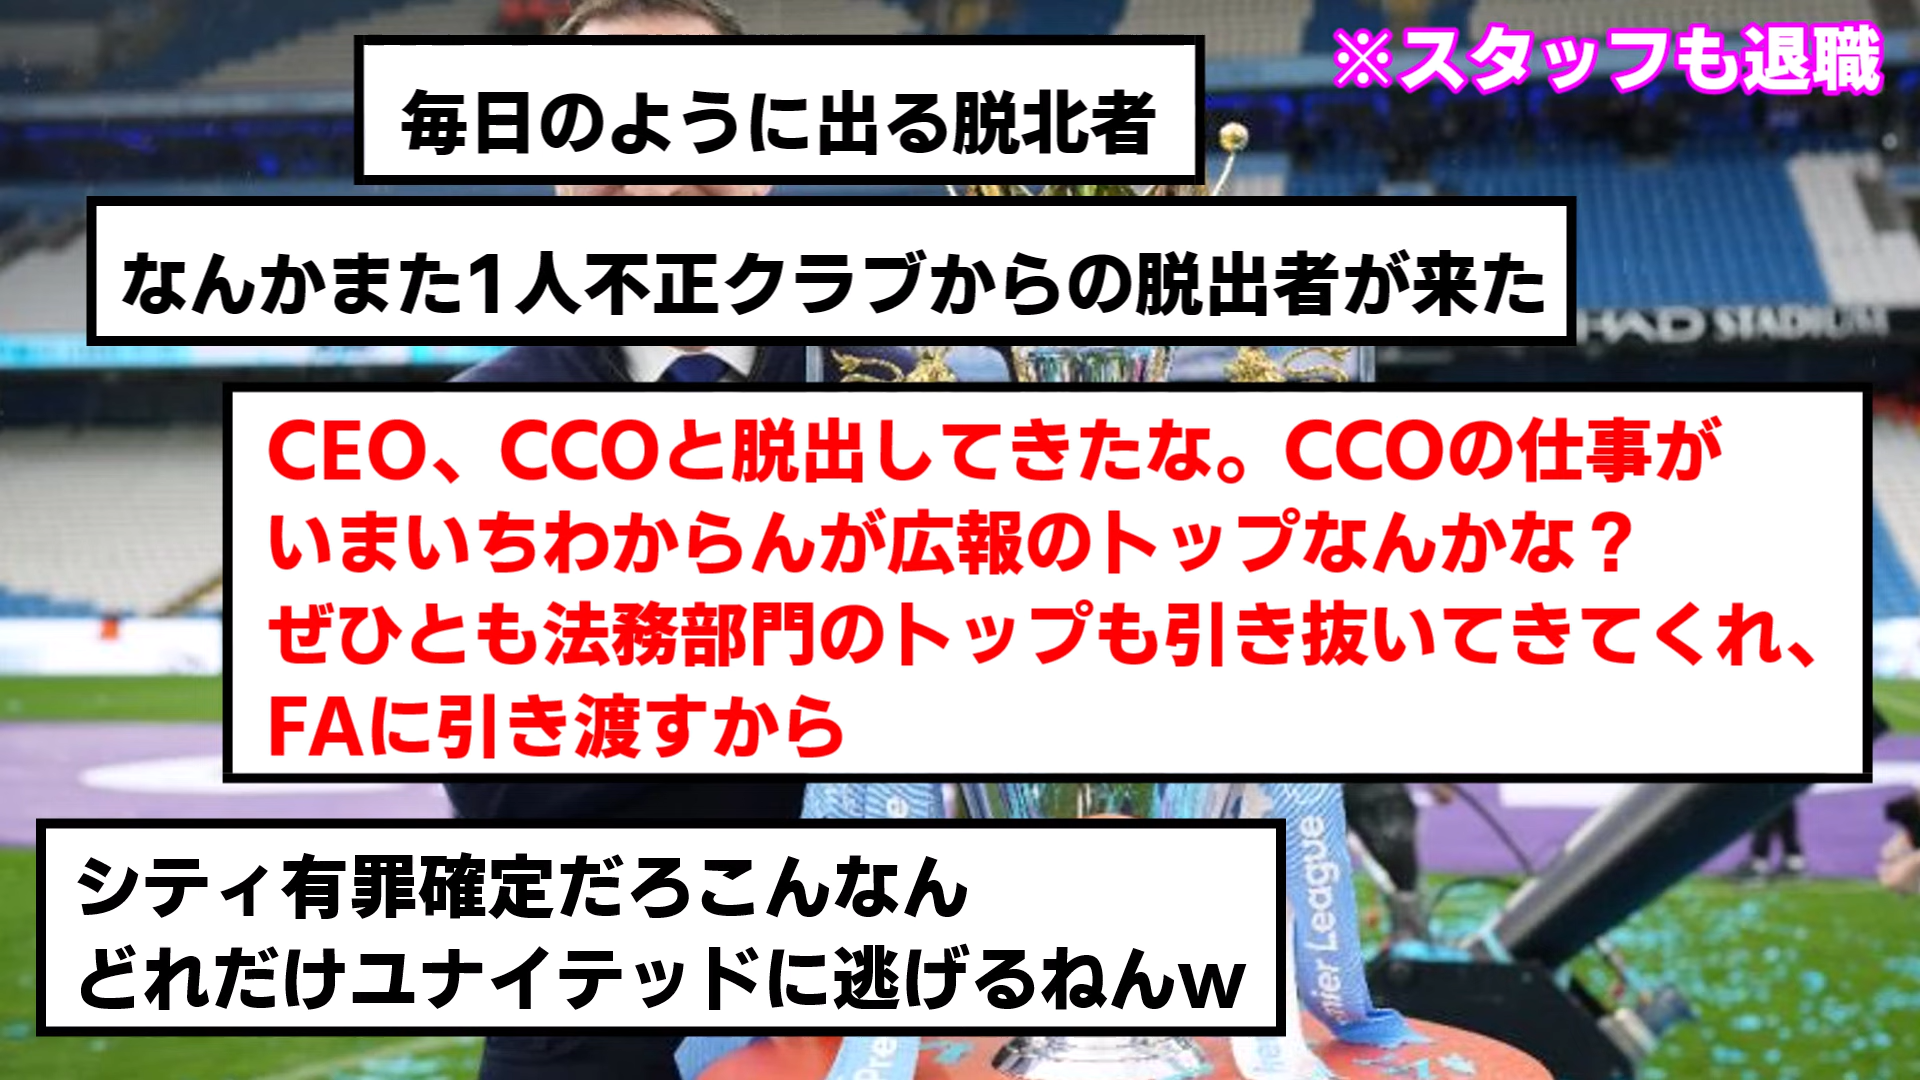 ※スタッフも退職
毎日のように出る脱北者
なんかまた1人不正クラブからの脱出者が来た
HAD STADIUM
CEO、CCOと脱出してきたな。CCOの仕事が
いまいちわからんが広報のトップなんかな？
ぜひとも法務部門のトップも引き抜いてきてくれ、
FAに引き渡すから
シティ有罪確定だろこんなん
どれだけユナイテッドに逃げるねんw
mier League
Pre